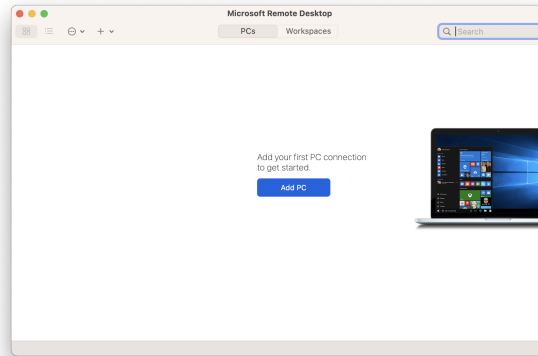 Microsoft Remote Desktop
PCs
Workspaces
Search
Add your first PC connection
to get started.
Add PC